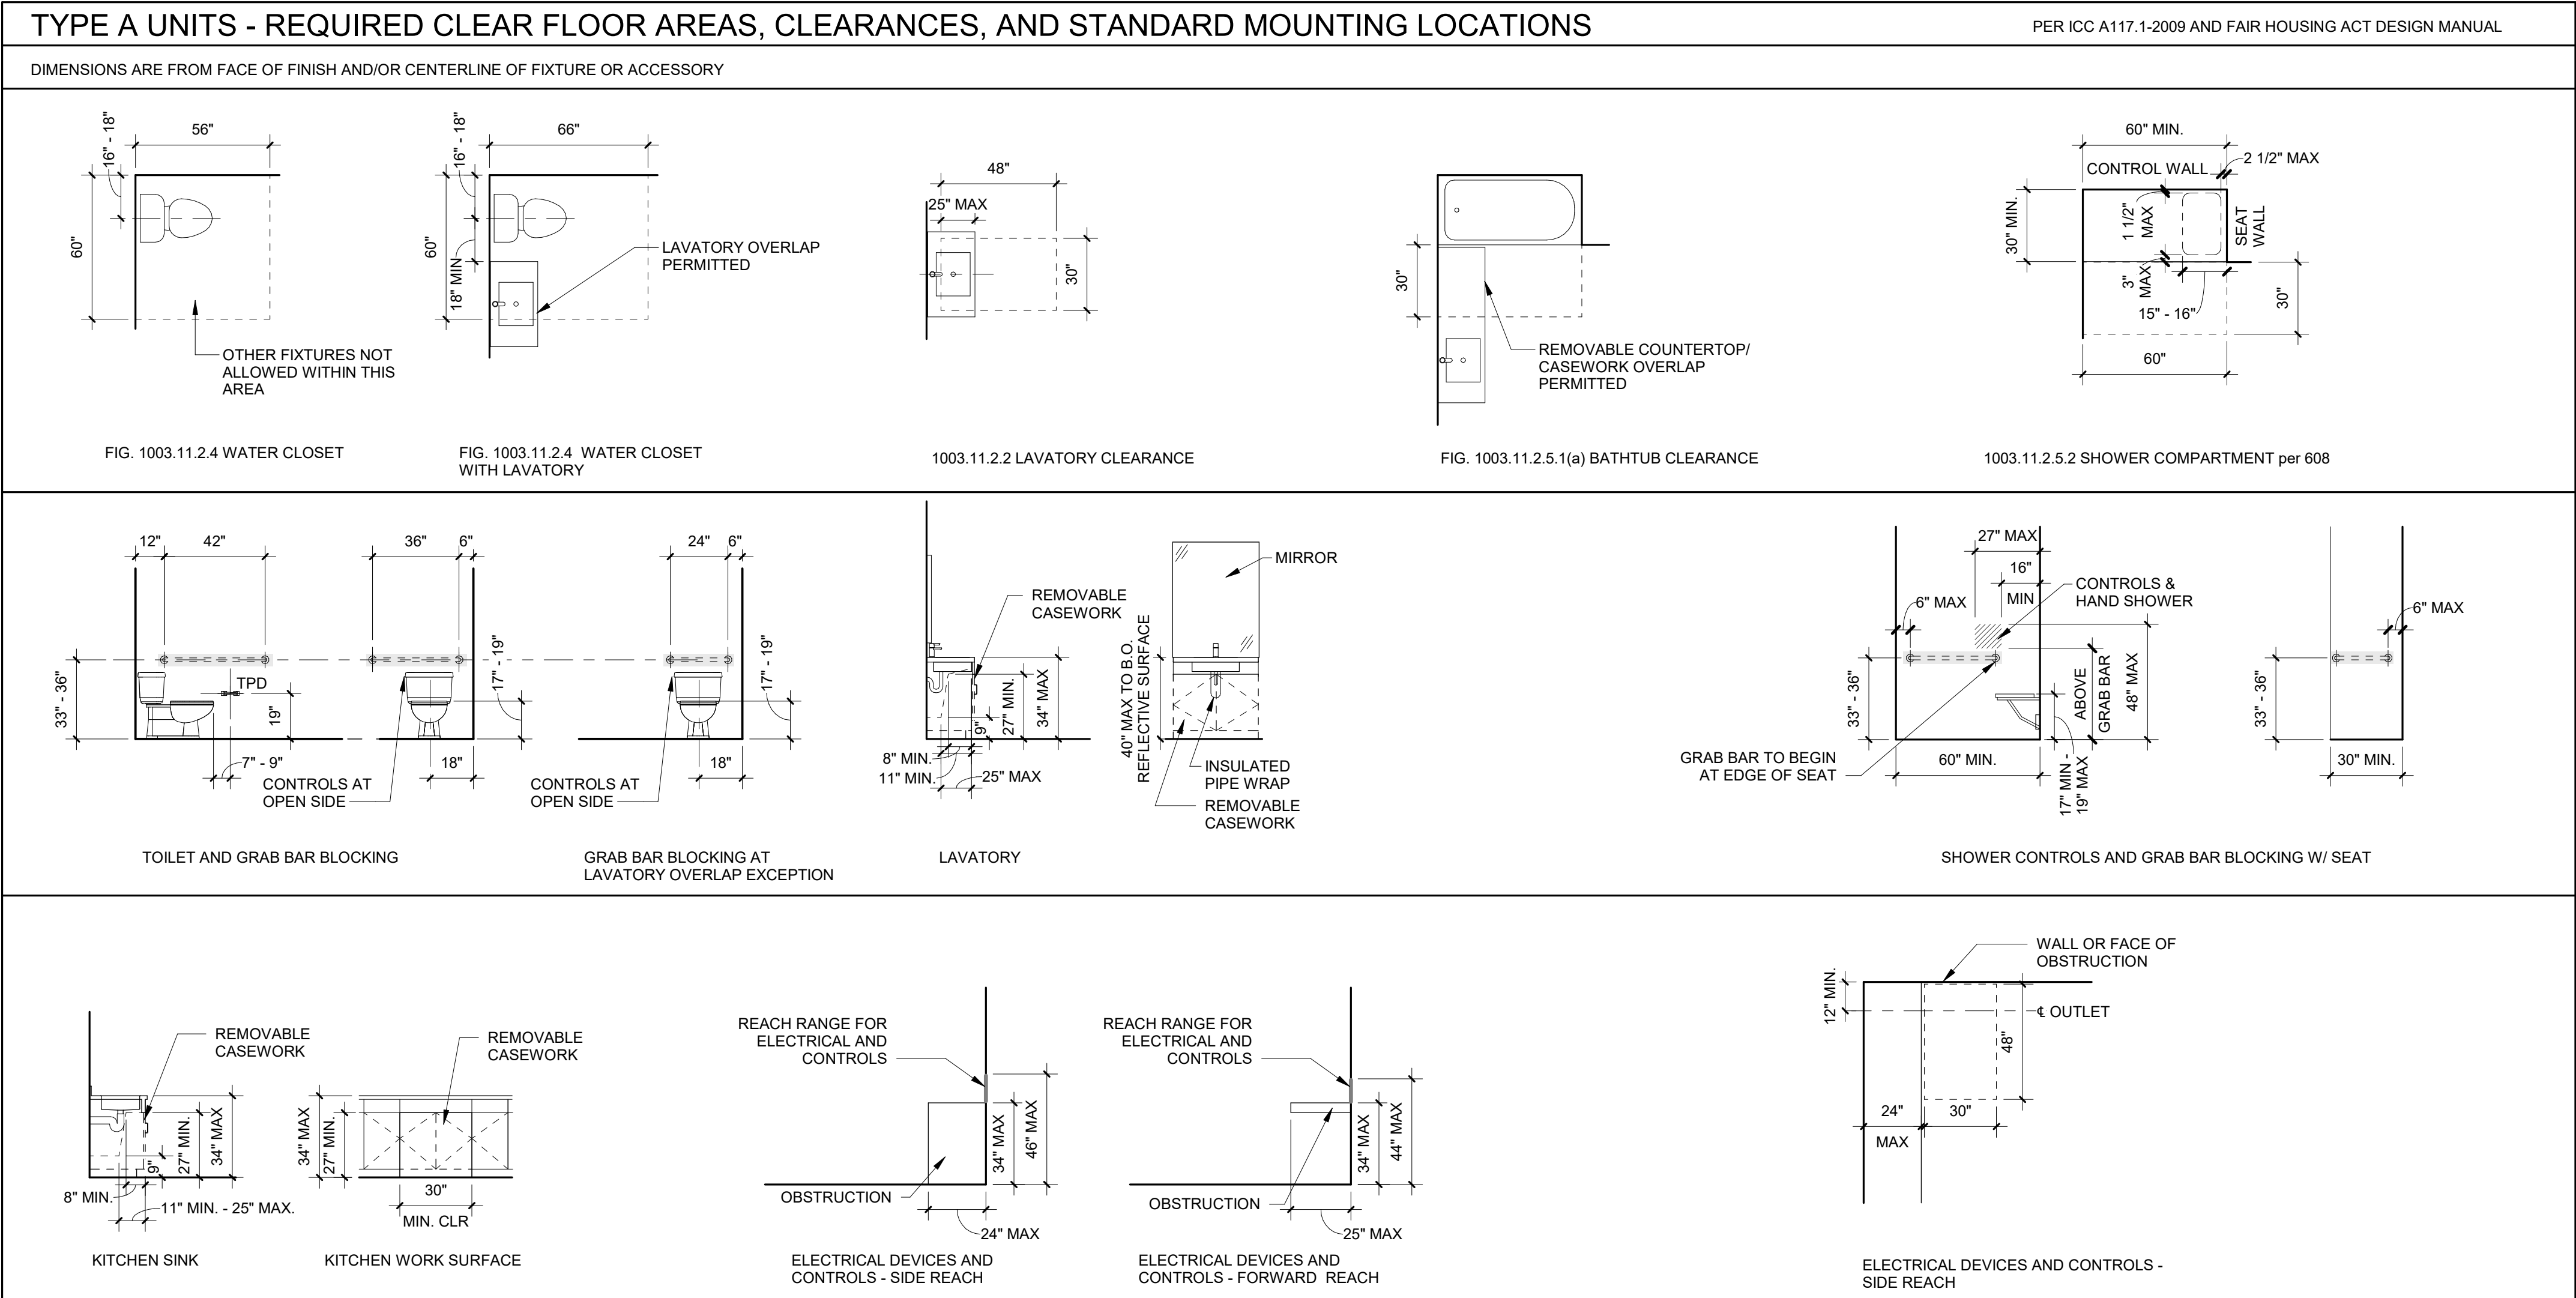 TYPE A UNITS - REQUIRED CLEAR FLOOR AREAS, CLEARANCES, AND STANDARD MOUNTING LOCATIONS
PER ICC A117.1-2009 AND FAIR HOUSING ACT DESIGN MANUAL
DIMENSIONS ARE FROM FACE OF FINISH AND/OR CENTERLINE OF FIXTURE OR ACCESSORY
16" - 18"
56"
60"
OTHER FIXTURES NOT
ALLOWED WITHIN THIS
AREA
FIG. 1003.11.2.4 WATER CLOSET
16" - 18"
66"
60"
18" MIN
LAVATORY OVERLAP
PERMITTED
FIG. 1003.11.2.4 WATER CLOSET
WITH LAVATORY
48"
25" MAX
30"
1003.11.2.2 LAVATORY CLEARANCE
30"
REMOVABLE COUNTERTOP/
CASEWORK OVERLAP
PERMITTED
FIG. 1003.11.2.5.1(a) BATHTUB CLEARANCE
60" MIN.
2 1/2" MAX
CONTROL WALL
30" MIN.
1 1/2"
MAX
SEAT
WALL
3"
MAX
15" - 16"
30"
60"
1003.11.2.5.2 SHOWER COMPARTMENT per 608
12"
42"
33" - 36"
TPD
19"
7" - 9"
36"
6"
17" - 19"
18"
CONTROLS AT
OPEN SIDE
TOILET AND GRAB BAR BLOCKING
24"
6"
17" - 19"
18"
CONTROLS AT
OPEN SIDE
GRAB BAR BLOCKING AT
LAVATORY OVERLAP EXCEPTION
REMOVABLE
CASEWORK
9"
27" MIN.
34" MAX
8" MIN.
11" MIN.
25" MAX
LAVATORY
MIRROR
40" MAX TO B.O.
REFLECTIVE SURFACE
INSULATED
PIPE WRAP
REMOVABLE
CASEWORK
27" MAX
16"
MIN
6" MAX
CONTROLS &
HAND SHOWER
33" - 36"
ABOVE
GRAB BAR
48" MAX
GRAB BAR TO BEGIN
AT EDGE OF SEAT
60" MIN.
17" MIN -
19" MAX
6" MAX
33" - 36"
30" MIN.
SHOWER CONTROLS AND GRAB BAR BLOCKING W/ SEAT
REMOVABLE
CASEWORK
9"
27" MIN.
34" MAX
8" MIN.
11" MIN. - 25" MAX.
KITCHEN SINK
REMOVABLE
CASEWORK
34" MAX
27" MIN.
30"
MIN. CLR
KITCHEN WORK SURFACE
REACH RANGE FOR
ELECTRICAL AND
CONTROLS
34" MAX
46" MAX
OBSTRUCTION
24" MAX
ELECTRICAL DEVICES AND
CONTROLS - SIDE REACH
REACH RANGE FOR
ELECTRICAL AND
CONTROLS
34" MAX
44" MAX
OBSTRUCTION
25" MAX
ELECTRICAL DEVICES AND
CONTROLS - FORWARD REACH
WALL OR FACE OF
OBSTRUCTION
12" MIN.
℄ OUTLET
48"
24"
MAX
30"
ELECTRICAL DEVICES AND CONTROLS -
SIDE REACH